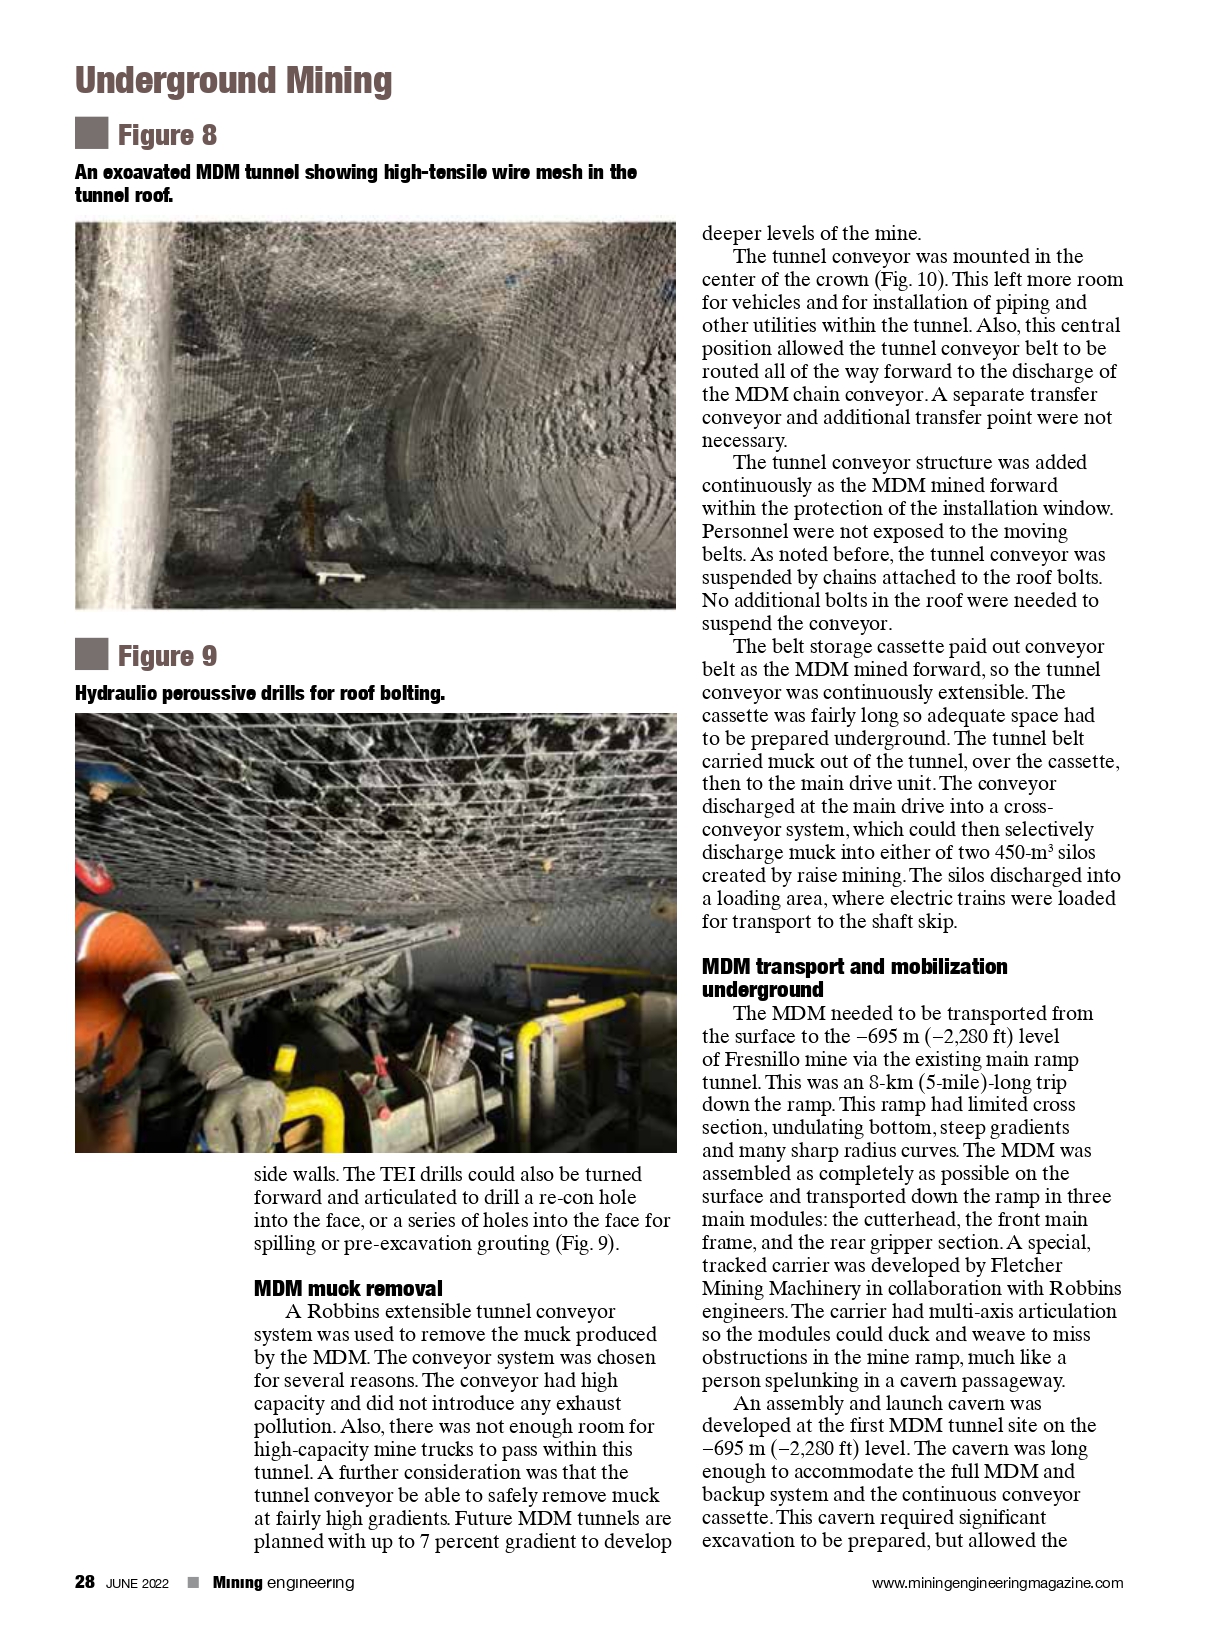 Underground Mining
Figure 8
An excavated MDM tunnel showing high-tensile wire mesh in the
tunnel roof.
Figure 9
Hydraulic percussive drills for roof bolting.
side walls. The TEI drills could also be turned
forward and articulated to drill a re-con hole
into the face, or a series of holes into the face for
spilling or pre-excavation grouting (Fig. 9).
MDM muck removal
A Robbins extensible tunnel conveyor
system was used to remove the muck produced
by the MDM. The conveyor system was chosen
for several reasons. The conveyor had high
capacity and did not introduce any exhaust
pollution. Also, there was not enough room for
high-capacity mine trucks to pass within this
tunnel. A further consideration was that the
tunnel conveyor be able to safely remove muck
at fairly high gradients. Future MDM tunnels are
planned with up to 7 percent gradient to develop
deeper levels of the mine.
The tunnel conveyor was mounted in the
center of the crown (Fig. 10). This left more room
for vehicles and for installation of piping and
other utilities within the tunnel. Also, this central
position allowed the tunnel conveyor belt to be
routed all of the way forward to the discharge of
the MDM chain conveyor. A separate transfer
conveyor and additional transfer point were not
necessary.
The tunnel conveyor structure was added
continuously as the MDM mined forward
within the protection of the installation window.
Personnel were not exposed to the moving
belts. As noted before, the tunnel conveyor was
suspended by chains attached to the roof bolts.
No additional bolts in the roof were needed to
suspend the conveyor.
The belt storage cassette paid out conveyor
belt as the MDM mined forward, so the tunnel
conveyor was continuously extensible. The
cassette was fairly long so adequate space had
to be prepared underground. The tunnel belt
carried muck out of the tunnel, over the cassette,
then to the main drive unit. The conveyor
discharged at the main drive into a cross-
conveyor system, which could then selectively
discharge muck into either of two 450-m³ silos
created by raise mining. The silos discharged into
a loading area, where electric trains were loaded
for transport to the shaft skip.
MDM transport and mobilization
underground
The MDM needed to be transported from
the surface to the −695 m (−2,280 ft) level
of Fresnillo mine via the existing main ramp
tunnel. This was an 8-km (5-mile)-long trip
down the ramp. This ramp had limited cross
section, undulating bottom, steep gradients
and many sharp radius curves. The MDM was
assembled as completely as possible on the
surface and transported down the ramp in three
main modules: the cutterhead, the front main
frame, and the rear gripper section. A special,
tracked carrier was developed by Fletcher
Mining Machinery in collaboration with Robbins
engineers. The carrier had multi-axis articulation
so the modules could duck and weave to miss
obstructions in the mine ramp, much like a
person spelunking in a cavern passageway.
An assembly and launch cavern was
developed at the first MDM tunnel site on the
−695 m (−2,280 ft) level. The cavern was long
enough to accommodate the full MDM and
backup system and the continuous conveyor
cassette. This cavern required significant
excavation to be prepared, but allowed the
28 JUNE 2022 Mining engineering
www.miningengineeringmagazine.com